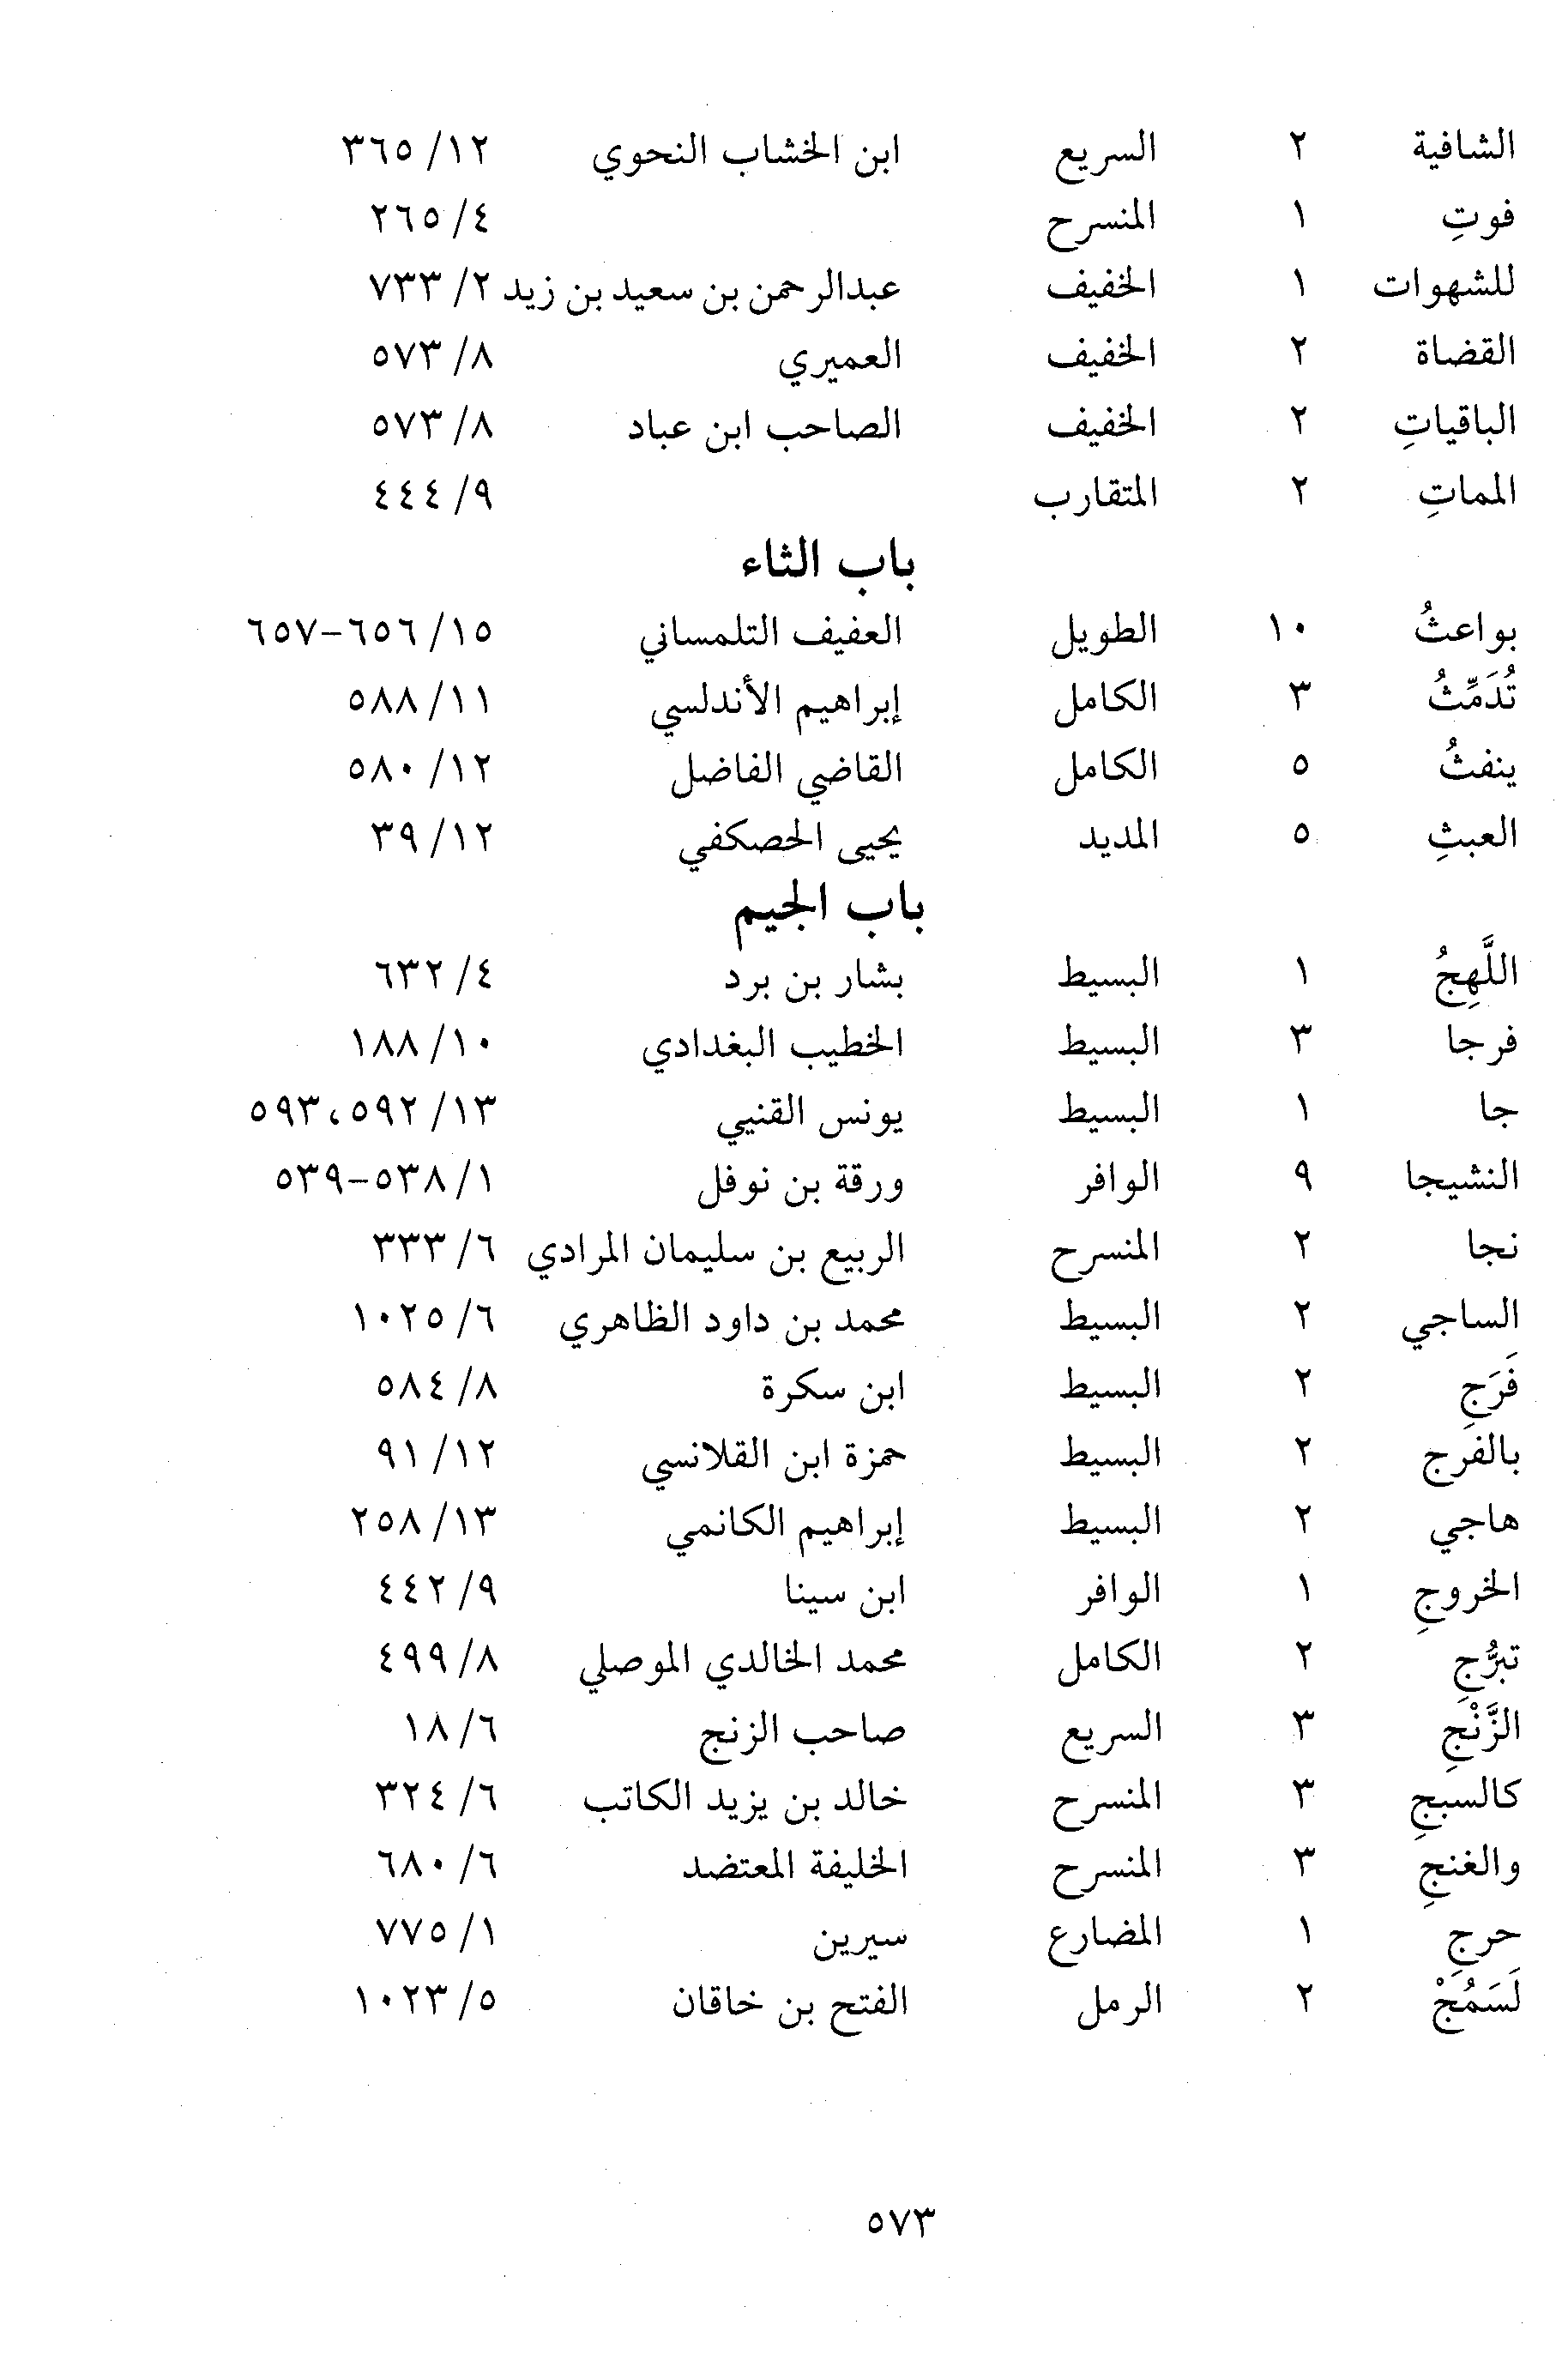 الشافية ٢ السريع ابن الخشاب النحوي ١٢/ ٣٦٥
فوتِ ١ المنسرح ٤/ ٢٦٥
للشهوات ١ الخفيف عبدالرحمن بن سعيد بن زيد ٢/ ٧٣٣
القضاة ٢ الخفيف العميري ٨/ ٥٧٣
الباقياتِ ٢ الخفيف الصاحب ابن عباد ٨/ ٥٧٣
المماتِ ٢ المتقارب ٩/ ٤٤٤
باب الثاء
بواعثُ ١٠ الطويل العفيف التلمساني ١٥/ ٦٥٦-٦٥٧
تُدَمِّثُ ٣ الكامل إبراهيم الأندلسي ١١/ ٥٨٨
ينفثُ ٥ الكامل القاضي الفاضل ١٢/ ٥٨٠
العبثِ ٥ المديد يحيى الحصكفي ١٢/ ٣٩
باب الجيم
اللَّهِجُ ١ البسيط بشار بن برد ٤/ ٦٣٢
فرجا ٣ البسيط الخطيب البغدادي ١٠/ ١٨٨
جا ١ البسيط يونس القنيي ١٣/ ٥٩٢، ٥٩٣
النشيجا ٩ الوافر ورقة بن نوفل ١/ ٥٣٨-٥٣٩
نجا ٢ المنسرح الربيع بن سليمان المرادي ٦/ ٣٣٣
الساجي ٢ البسيط محمد بن داود الظاهري ٦/ ١٠٢٥
فَرَجِ ٢ البسيط ابن سكرة ٨/ ٥٨٤
بالفرج ٢ البسيط حمزة ابن القلانسي ١٢/ ٩١
هاجي ٢ البسيط إبراهيم الكانمي ١٣/ ٢٥٨
الخروجِ ١ الوافر ابن سينا ٩/ ٤٤٢
تبرُّجِ ٢ الكامل محمد الخالدي الموصلي ٨/ ٤٩٩
الزَّنْجِ ٣ السريع صاحب الزنج ٦/ ١٨
كالسبجِ ٣ المنسرح خالد بن يزيد الكاتب ٦/ ٣٢٤
والغنجِ ٣ المنسرح الخليفة المعتضد ٦/ ٦٨٠
حرجِ ١ المضارع سيرين ١/ ٧٧٥
لَسَمُجْ ٢ الرمل الفتح بن خاقان ٥/ ١٠٢٣
٥٧٣